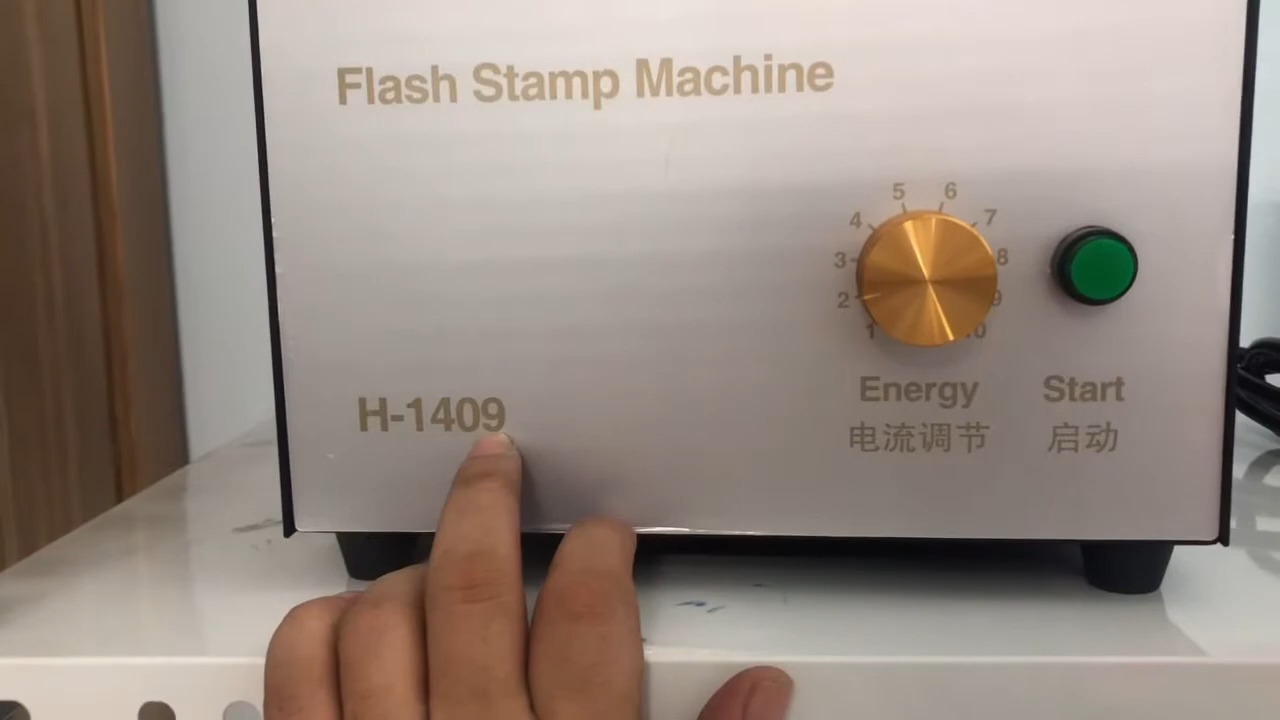 Flash Stamp Machine
5 6
4 7
3 8
2 9
1 10
H-1409
Energy Start
电流调节 启动